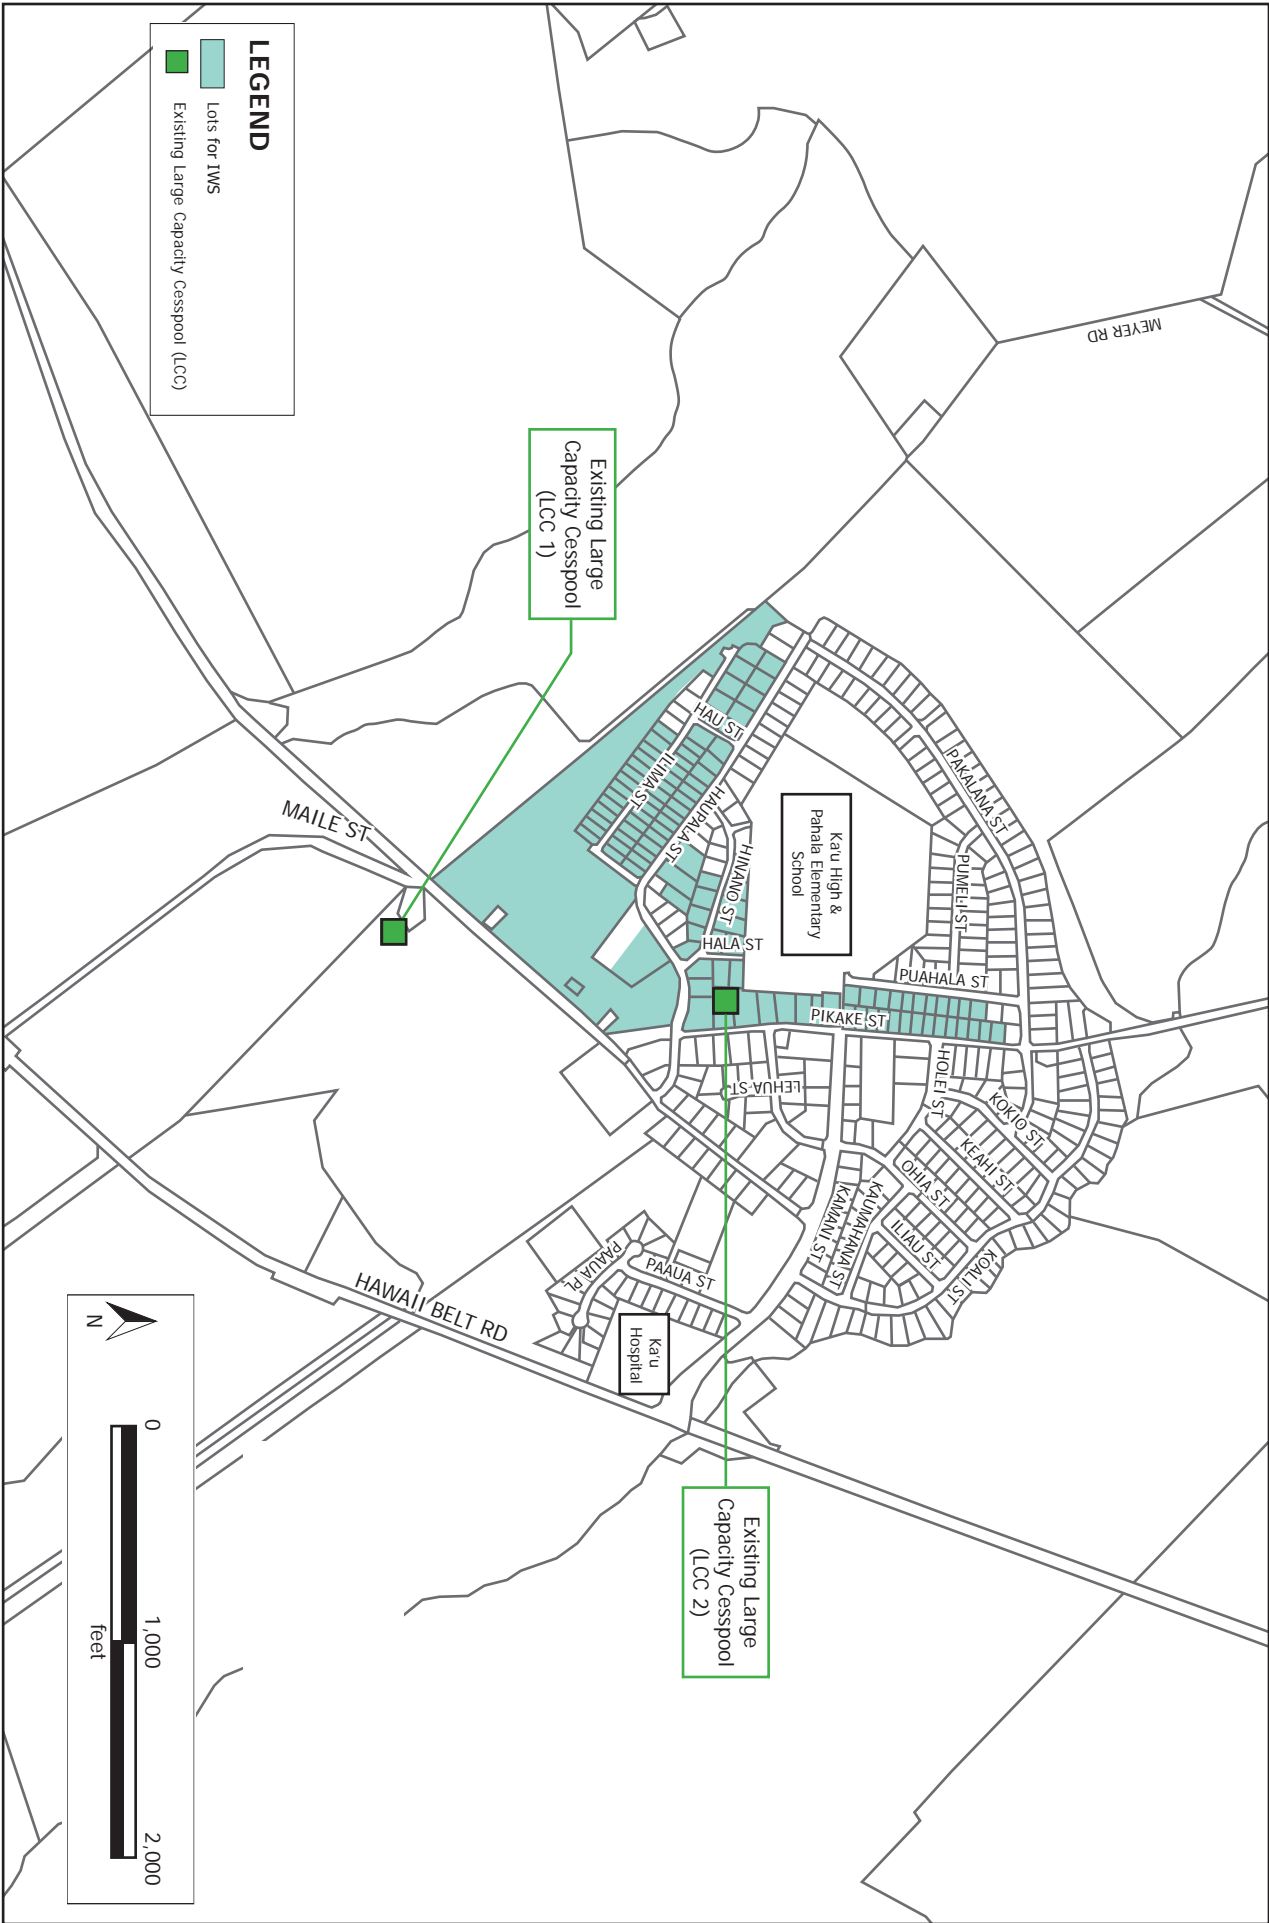 LEGEND
Lots for IWS
Existing Large Capacity Cesspool (LCC)
Existing Large
Capacity Cesspool
(LCC 1)
Existing Large
Capacity Cesspool
(LCC 2)
Ka'u High &
Pahala Elementary
School
Ka'u
Hospital
MEYER RD
PAKALANA ST
PUMELI ST
PUAHALA ST
PIKAKE ST
HAU ST
ILIMA ST
HAUPALA ST
HINANO ST
HALA ST
MAILE ST
LEHUA ST
HOLEI ST
KOKIO ST
KEAHI ST
OHIA ST
ILIAU ST
KOALI ST
KAUMAHANA ST
KAMANI ST
PAAUA ST
PAAUA PL
HAWAII BELT RD
N
0
1,000
2,000
feet